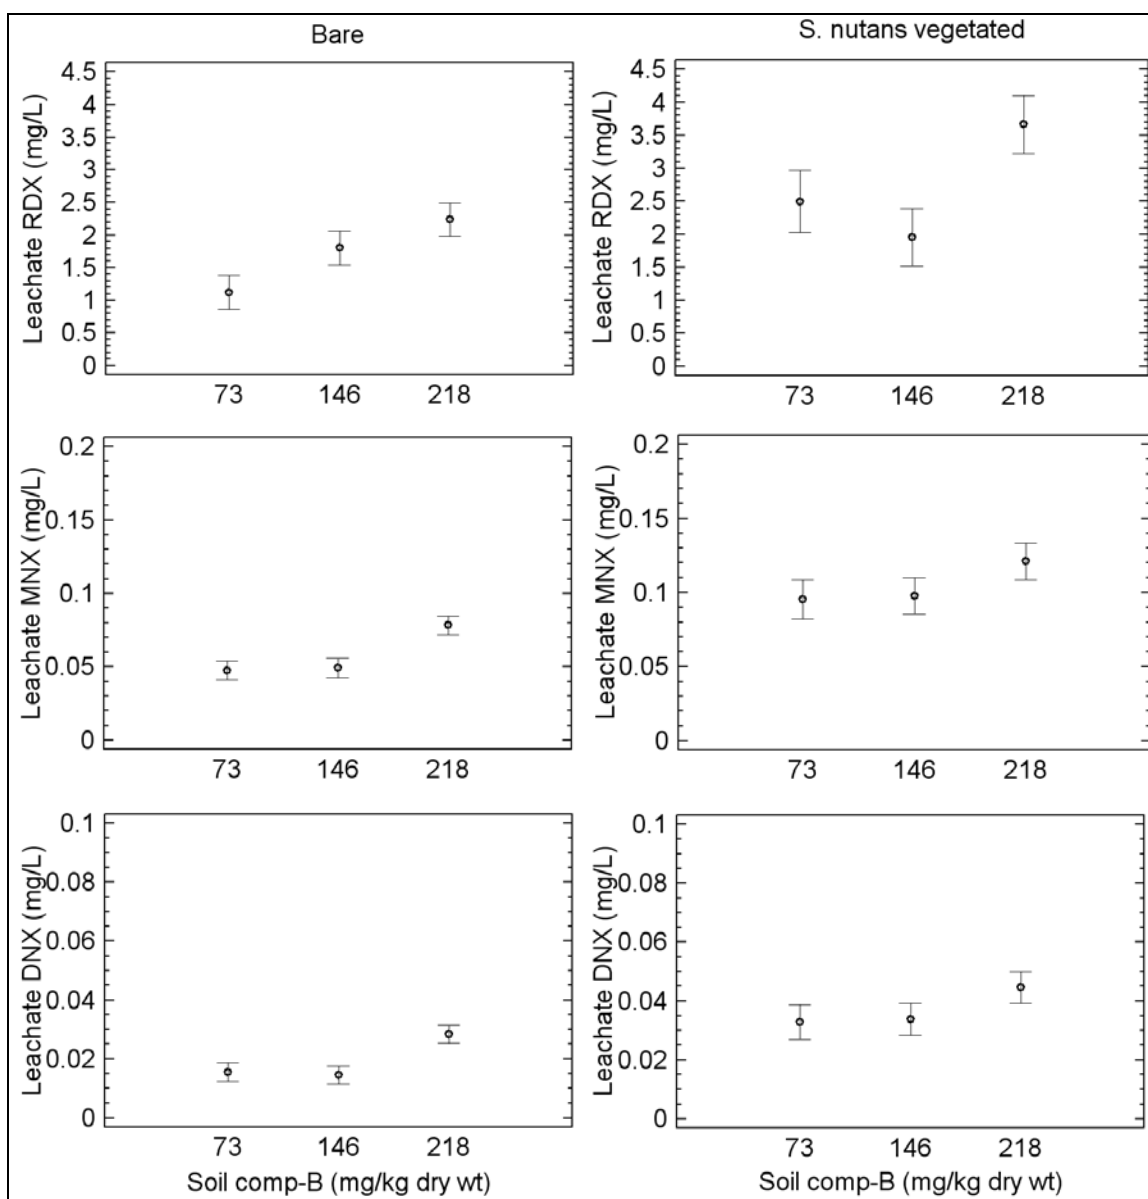 Bare
S. nutans vegetated
Leachate RDX (mg/L)
4.5
4
3.5
3
2.5
2
1.5
1
0.5
0
73 146 218
Leachate RDX (mg/L)
4.5
4
3.5
3
2.5
2
1.5
1
0.5
0
73 146 218
Leachate MNX (mg/L)
0.2
0.15
0.1
0.05
0
73 146 218
Leachate MNX (mg/L)
0.2
0.15
0.1
0.05
0
73 146 218
Leachate DNX (mg/L)
0.1
0.08
0.06
0.04
0.02
0
73 146 218
Soil comp-B (mg/kg dry wt)
Leachate DNX (mg/L)
0.1
0.08
0.06
0.04
0.02
0
73 146 218
Soil comp-B (mg/kg dry wt)